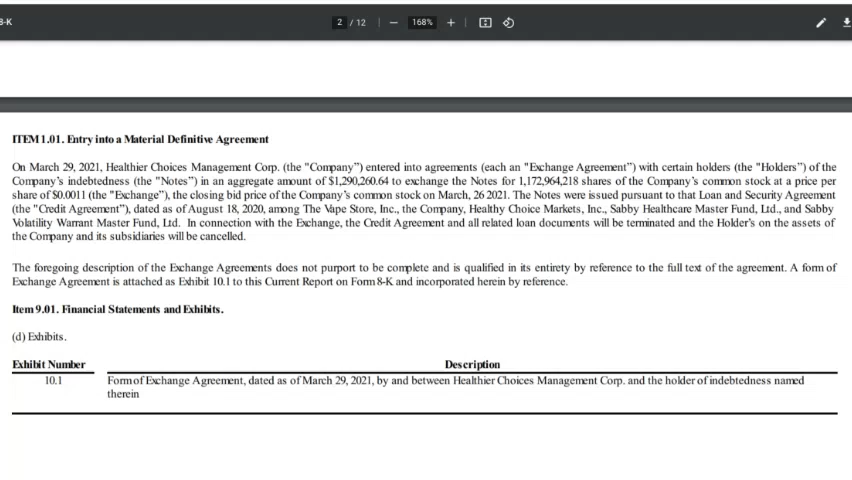 8-K
2 / 12 | − 168% + |
ITEM 1.01. Entry into a Material Definitive Agreement
On March 29, 2021, Healthier Choices Management Corp. (the "Company”) entered into agreements (each an "Exchange Agreement”) with certain holders (the "Holders”) of the
Company’s indebtedness (the "Notes”) in an aggregate amount of $1,290,260.64 to exchange the Notes for 1,172,964,218 shares of the Company’s common stock at a price per
share of $0.0011 (the "Exchange”), the closing bid price of the Company’s common stock on March, 26 2021. The Notes were issued pursuant to that Loan and Security Agreement
(the "Credit Agreement”), dated as of August 18, 2020, among The Vape Store, Inc., the Company, Healthy Choice Markets, Inc., Sabby Healthcare Master Fund, Ltd., and Sabby
Volatility Warrant Master Fund, Ltd. In connection with the Exchange, the Credit Agreement and all related loan documents will be terminated and the Holder’s on the assets of
the Company and its subsidiaries will be cancelled.
The foregoing description of the Exchange Agreements does not purport to be complete and is qualified in its entirety by reference to the full text of the agreement. A form of
Exchange Agreement is attached as Exhibit 10.1 to this Current Report on Form 8-K and incorporated herein by reference.
Item 9.01. Financial Statements and Exhibits.
(d) Exhibits.
Exhibit Number Description
10.1 Form of Exchange Agreement, dated as of March 29, 2021, by and between Healthier Choices Management Corp. and the holder of indebtedness named
therein